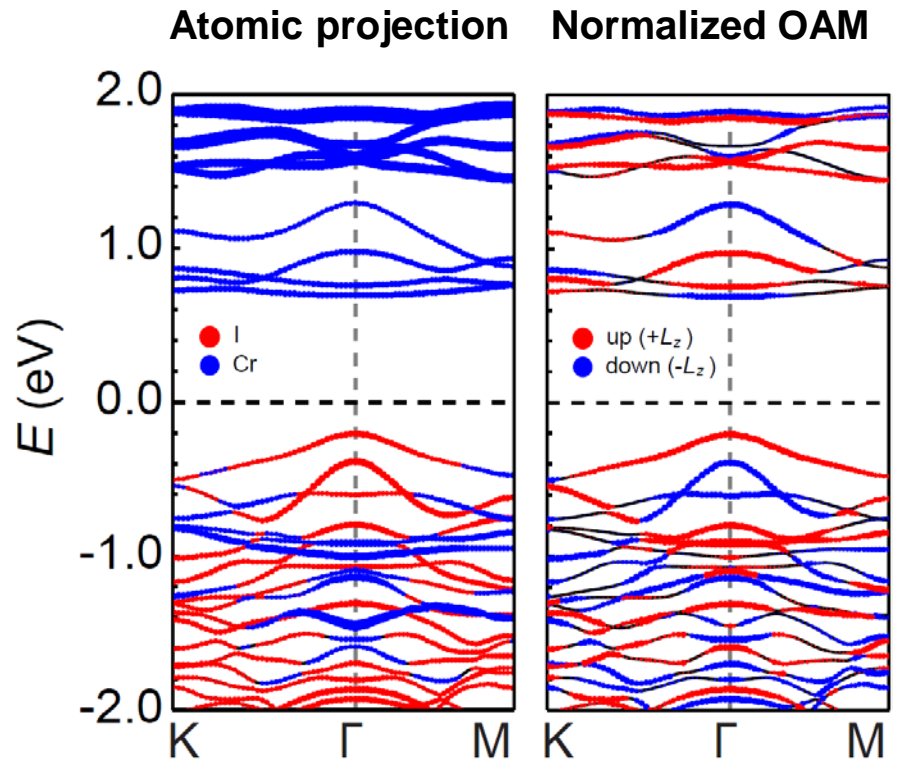 Atomic projection Normalized OAM
2.0
1.0
0.0
-1.0
-2.0
E (eV)
I
Cr
up (+Lz)
down (-Lz)
K Γ M K Γ M